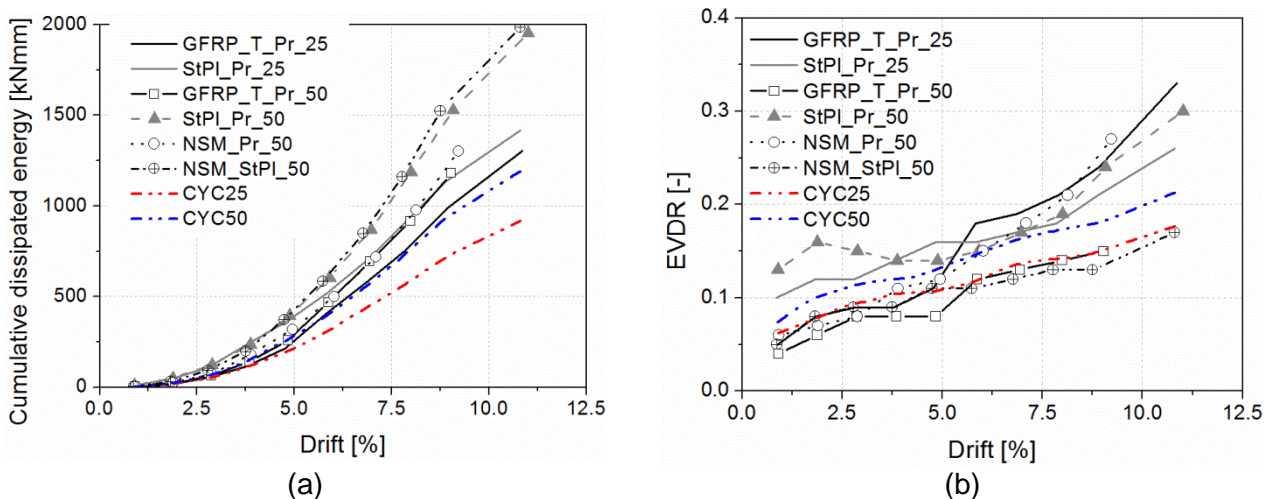 Cumulative dissipated energy [kNmm]
2000
1500
1000
500
0
GFRP_T_Pr_25
StPl_Pr_25
GFRP_T_Pr_50
StPl_Pr_50
NSM_Pr_50
NSM_StPl_50
CYC25
CYC50
0.0 2.5 5.0 7.5 10.0 12.5
Drift [%]
(a)
EVDR [-]
0.4
0.3
0.2
0.1
0.0
GFRP_T_Pr_25
StPl_Pr_25
GFRP_T_Pr_50
StPl_Pr_50
NSM_Pr_50
NSM_StPl_50
CYC25
CYC50
0.0 2.5 5.0 7.5 10.0 12.5
Drift [%]
(b)